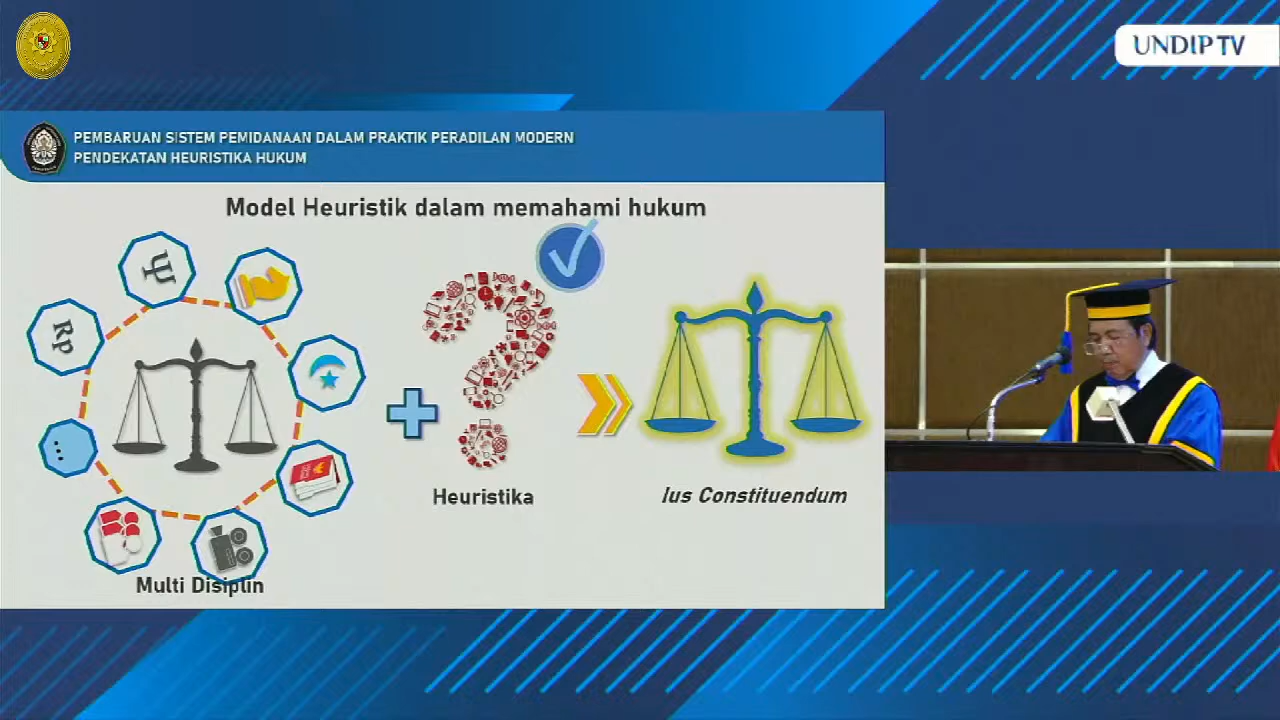 UNDIP TV
PEMBARUAN SISTEM PEMIDANAAN DALAM PRAKTIK PERADILAN MODERN
PENDEKATAN HEURISTIKA HUKUM
Model Heuristik dalam memahami hukum
Ψ
Rp
...
Heuristika
Ius Constituendum
Multi Disiplin